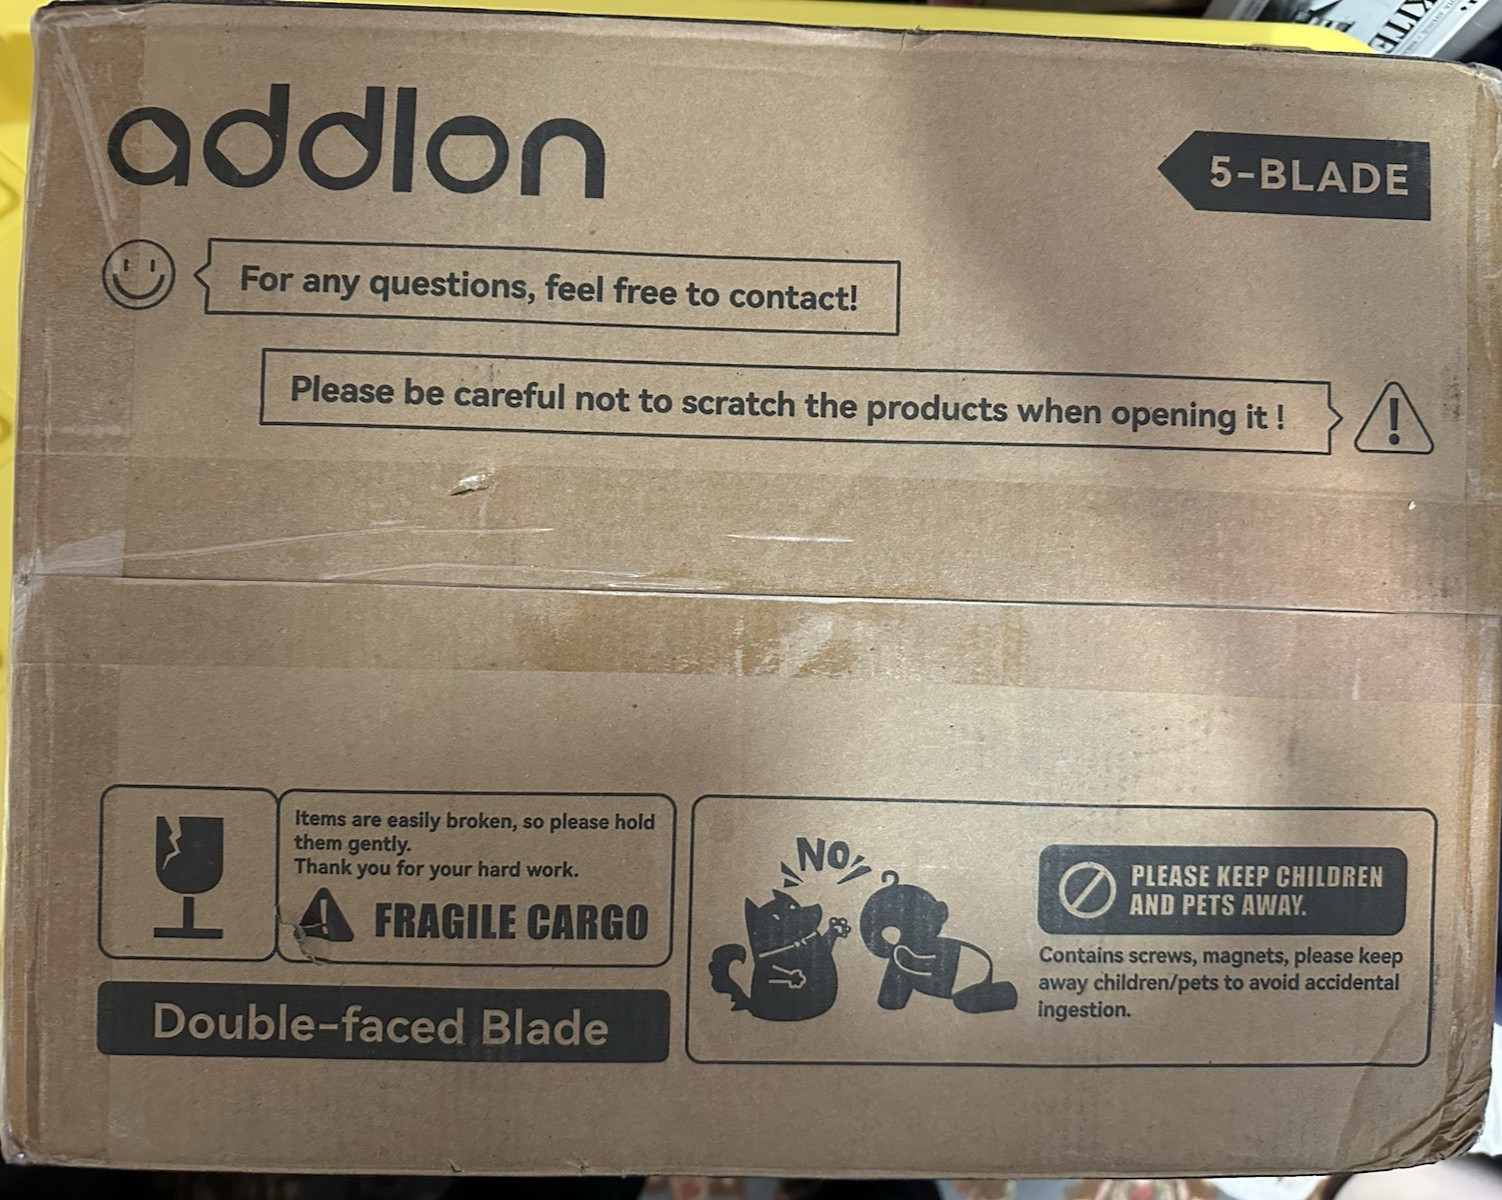 KITE
addlon
5-BLADE
For any questions, feel free to contact!
Please be careful not to scratch the products when opening it !
Items are easily broken, so please hold
them gently.
Thank you for your hard work.
FRAGILE CARGO
Double-faced Blade
NO
PLEASE KEEP CHILDREN
AND PETS AWAY.
Contains screws, magnets, please keep
away children/pets to avoid accidental
ingestion.